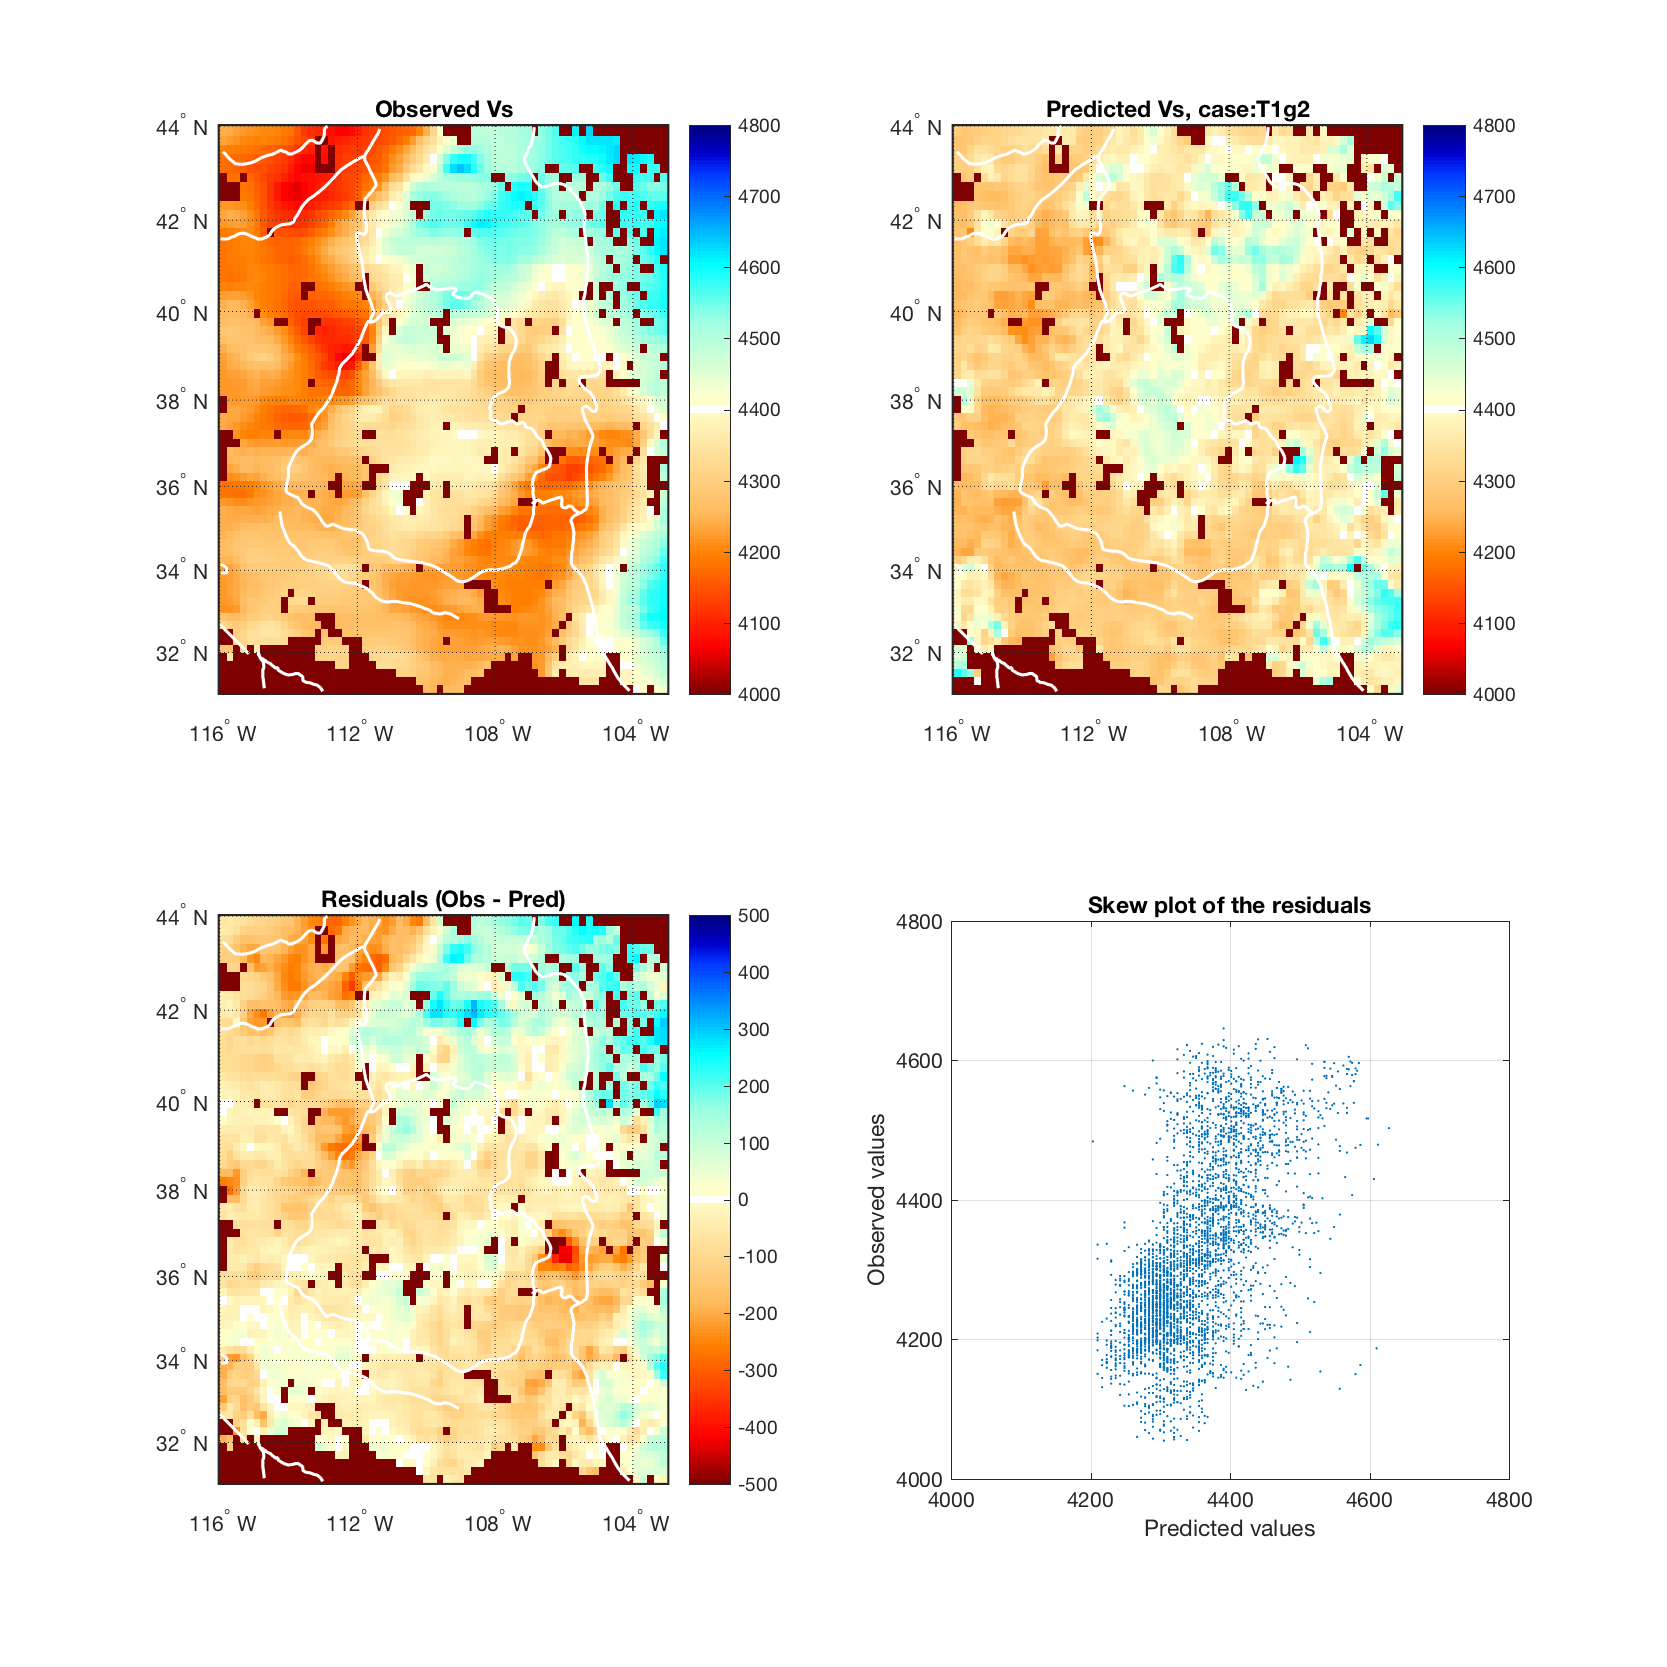 Observed Vs
44° N
42° N
40° N
38° N
36° N
34° N
32° N
116° W
112° W
108° W
104° W
4800
4700
4600
4500
4400
4300
4200
4100
4000
Predicted Vs, case:T1g2
44° N
42° N
40° N
38° N
36° N
34° N
32° N
116° W
112° W
108° W
104° W
4800
4700
4600
4500
4400
4300
4200
4100
4000
Residuals (Obs - Pred)
44° N
42° N
40° N
38° N
36° N
34° N
32° N
116° W
112° W
108° W
104° W
500
400
300
200
100
0
-100
-200
-300
-400
-500
Skew plot of the residuals
4800
4600
4400
4200
4000
Observed values
4000
4200
4400
4600
4800
Predicted values